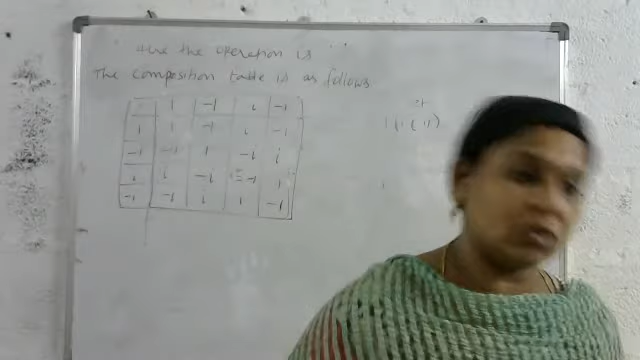 the operation is
The composition table is as follows
1 -1 i -i
1 1 -1 i -i
-1 -1 1 -i i
i i -i i² -1 1
-i -i i 1 -1